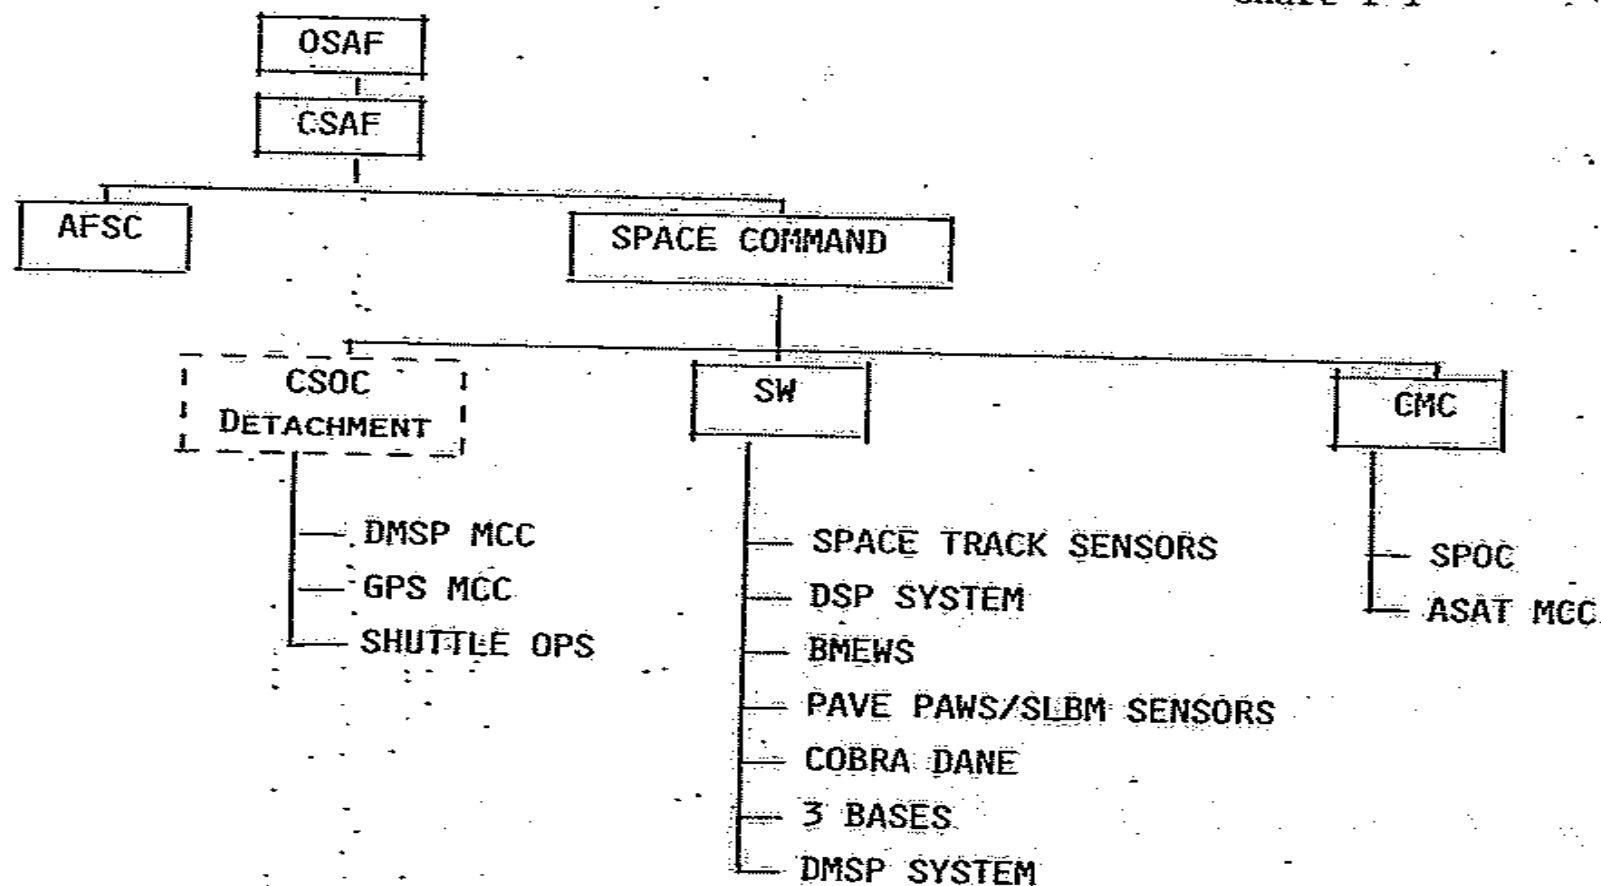 OSAF
CSAF
AFSC
SPACE COMMAND
CSOC
DETACHMENT
SW
CMC
DMSP MCC
GPS MCC
SHUTTLE OPS
SPACE TRACK SENSORS
DSP SYSTEM
BMEWS
PAVE PAWS/SLBM SENSORS
COBRA DANE
3 BASES
DMSP SYSTEM
SPOC
ASAT MCC